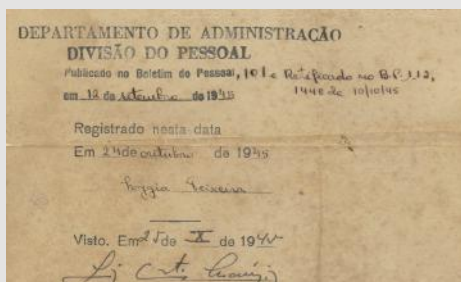 DEPARTAMENTO DE ADMINISTRAÇÃO
DIVISÃO DO PESSOAL
Publicado no Boletim do Pessoal, 101 e Retificado no B.P. 112,
em 12 de setembro de 1945
1440 de 10/10/45
Registrado nesta data
Em 24 de outubro de 1945
Teixeira
Visto. Em 25 de X de 1945